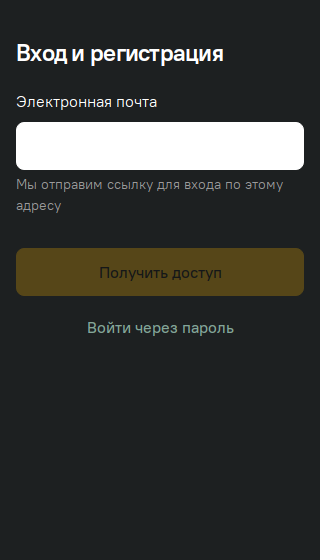 Вход и регистрация
Электронная почта
Мы отправим ссылку для входа по этому
адресу
Получить доступ
Войти через пароль